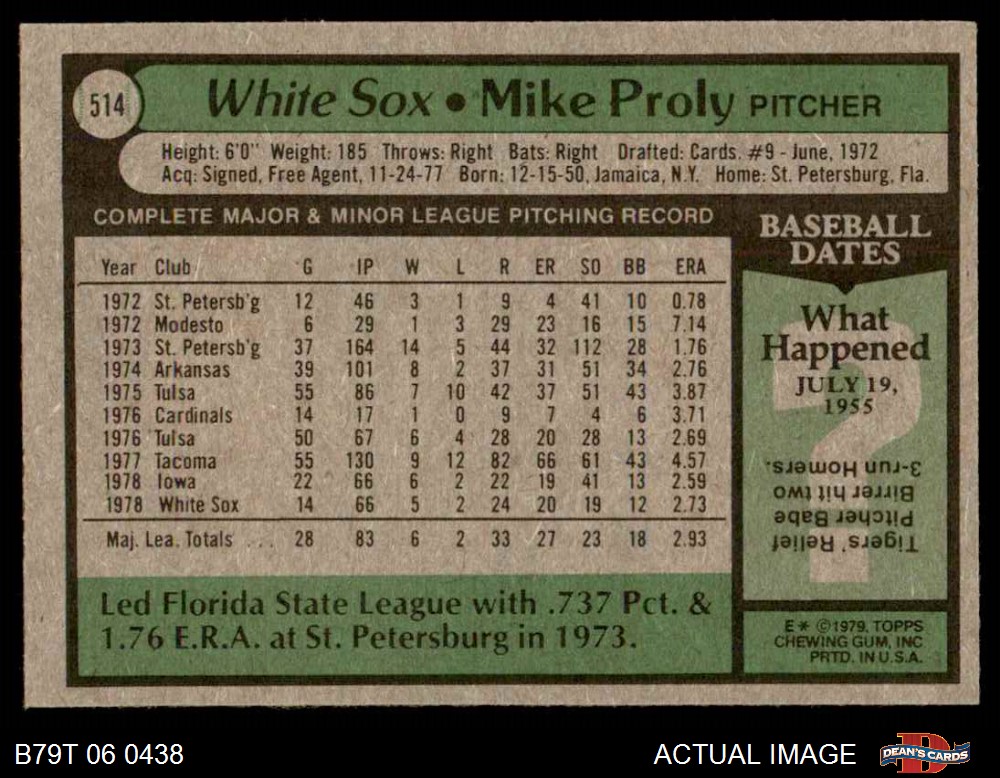 514
White Sox • Mike Proly PITCHER
Height: 6'0" Weight: 185 Throws: Right Bats: Right Drafted: Cards. #9 - June, 1972
Acq: Signed, Free Agent, 11-24-77 Born: 12-15-50, Jamaica, N.Y. Home: St. Petersburg, Fla.
COMPLETE MAJOR & MINOR LEAGUE PITCHING RECORD
Year Club G IP W L R ER SO BB ERA
1972 St. Petersb'g 12 46 3 1 9 4 41 10 0.78
1972 Modesto 6 29 1 3 29 23 16 15 7.14
1973 St. Petersb'g 37 164 14 5 44 32 112 28 1.76
1974 Arkansas 39 101 8 2 37 31 51 34 2.76
1975 Tulsa 55 86 7 10 42 37 51 43 3.87
1976 Cardinals 14 17 1 0 9 7 4 6 3.71
1976 Tulsa 50 67 6 4 28 20 28 13 2.69
1977 Tacoma 55 130 9 12 82 66 61 43 4.57
1978 Iowa 22 66 6 2 22 19 41 13 2.59
1978 White Sox 14 66 5 2 24 20 19 12 2.73
Maj. Lea. Totals ... 28 83 6 2 33 27 23 18 2.93
Led Florida State League with .737 Pct. &
1.76 E.R.A. at St. Petersburg in 1973.
BASEBALL
DATES
What
Happened
JULY 19,
1955
?
Tigers' Relief
pitcher Babe
Birrer hit two
3-run Homers.
E* ©1979, TOPPS
CHEWING GUM, INC
PRTD. IN U.S.A.
B79T 06 0438
ACTUAL IMAGE
D
DEAN'S CARDS